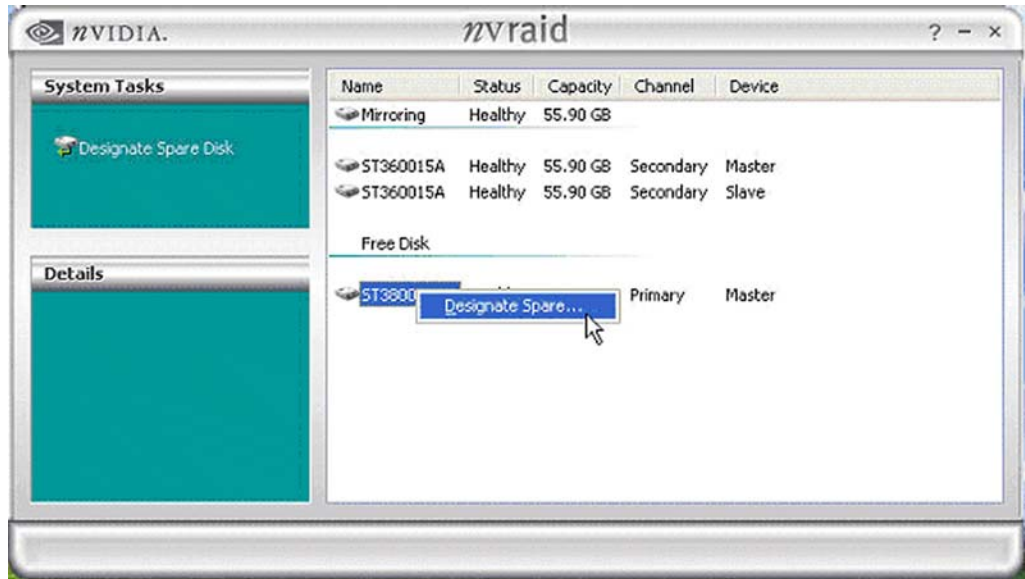 nVIDIA.
nvraid
? - ×
System Tasks
Designate Spare Disk
Details
Name Status Capacity Channel Device
Mirroring Healthy 55.90 GB
ST360015A Healthy 55.90 GB Secondary Master
ST360015A Healthy 55.90 GB Secondary Slave
Free Disk
Primary Master
Designate Spare...